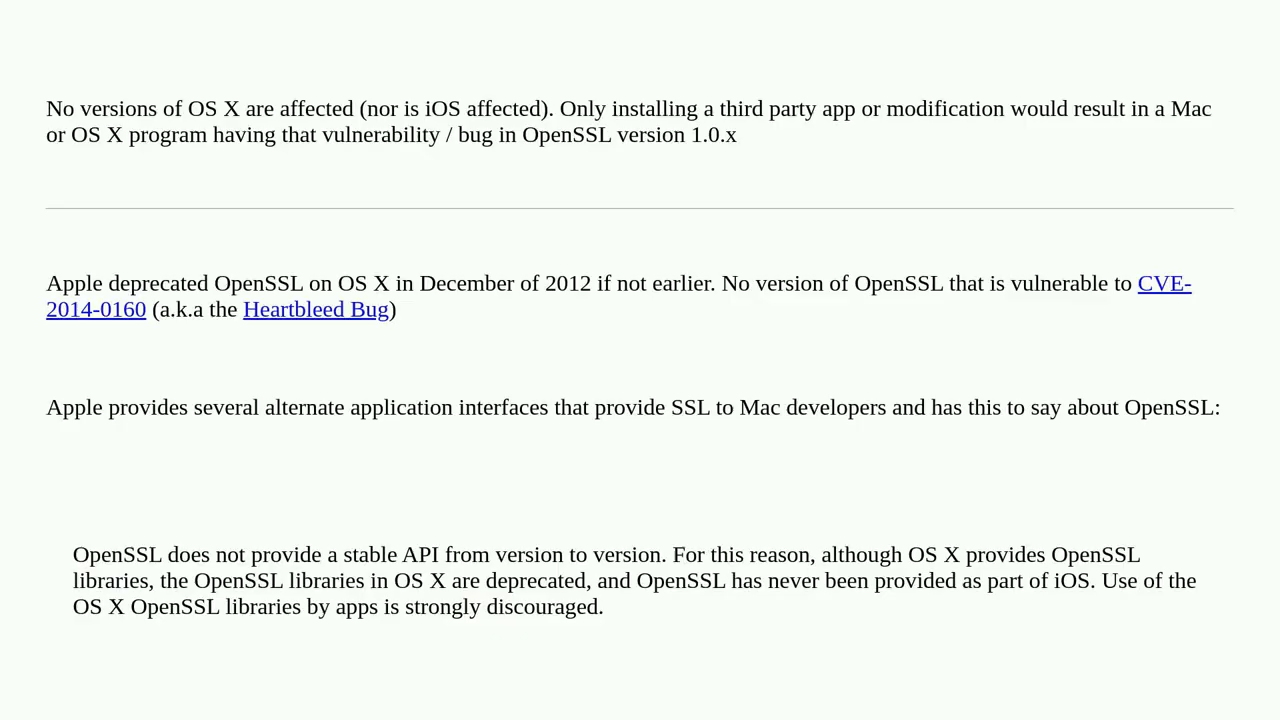 No versions of OS X are affected (nor is iOS affected). Only installing a third party app or modification would result in a Mac
or OS X program having that vulnerability / bug in OpenSSL version 1.0.x
Apple deprecated OpenSSL on OS X in December of 2012 if not earlier. No version of OpenSSL that is vulnerable to CVE-
2014-0160 (a.k.a the Heartbleed Bug)
Apple provides several alternate application interfaces that provide SSL to Mac developers and has this to say about OpenSSL:
OpenSSL does not provide a stable API from version to version. For this reason, although OS X provides OpenSSL
libraries, the OpenSSL libraries in OS X are deprecated, and OpenSSL has never been provided as part of iOS. Use of the
OS X OpenSSL libraries by apps is strongly discouraged.